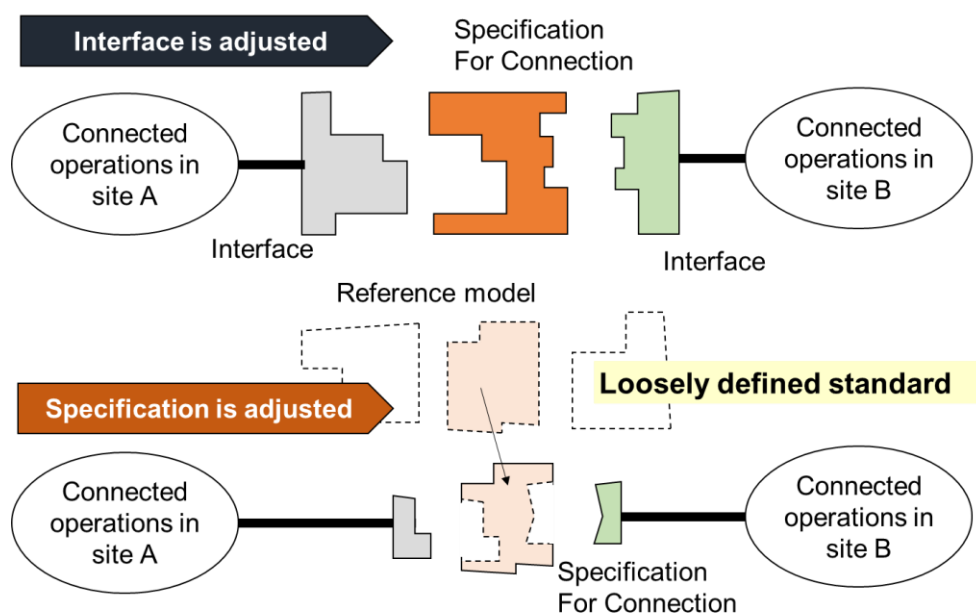 Interface is adjusted
Specification
For Connection
Connected
operations in
site A
Connected
operations in
site B
Interface
Interface
Reference model
Loosely defined standard
Specification is adjusted
Connected
operations in
site A
Connected
operations in
site B
Specification
For Connection